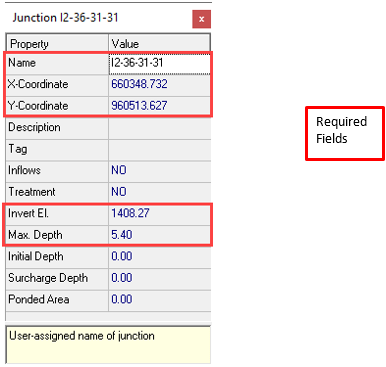 Junction I2-36-31-31
x
Property Value
Name I2-36-31-31
X-Coordinate 660348.732
Y-Coordinate 960513.627
Description
Tag
Inflows NO
Treatment NO
Invert El. 1408.27
Max. Depth 5.40
Initial Depth 0.00
Surcharge Depth 0.00
Ponded Area 0.00
User-assigned name of junction
Required
Fields